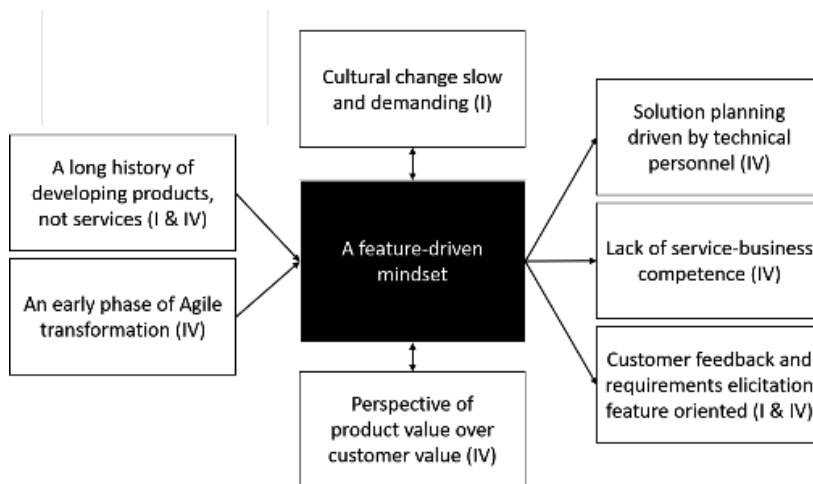 Cultural change slow
and demanding (I)
A long history of
developing products,
not services (I & IV)
An early phase of Agile
transformation (IV)
A feature-driven
mindset
Perspective of
product value over
customer value (IV)
Solution planning
driven by technical
personnel (IV)
Lack of service-business
competence (IV)
Customer feedback and
requirements elicitation
feature oriented (I & IV)